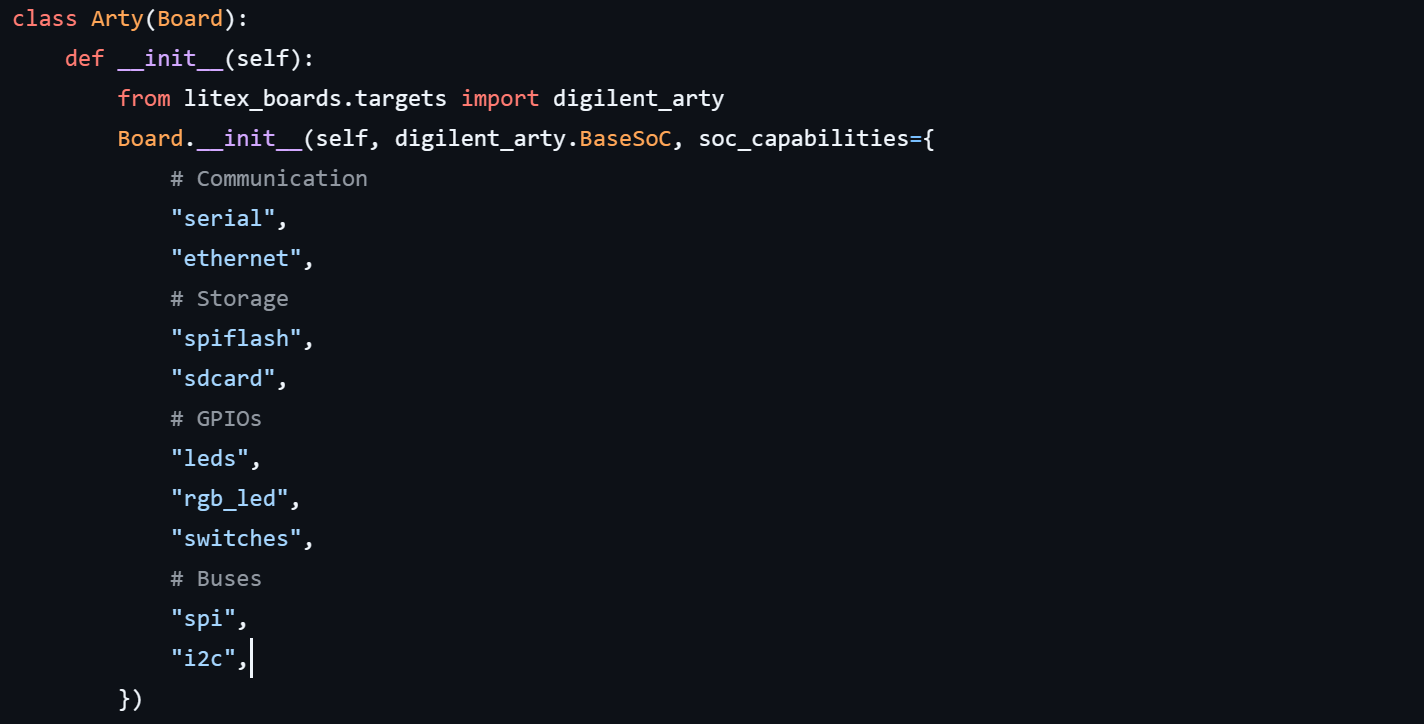 class Arty(Board):
    def __init__(self):
        from litex_boards.targets import digilent_arty
        Board.__init__(self, digilent_arty.BaseSoC, soc_capabilities={
            # Communication
            "serial",
            "ethernet",
            # Storage
            "spiflash",
            "sdcard",
            # GPIOs
            "leds",
            "rgb_led",
            "switches",
            # Buses
            "spi",
            "i2c",
        })